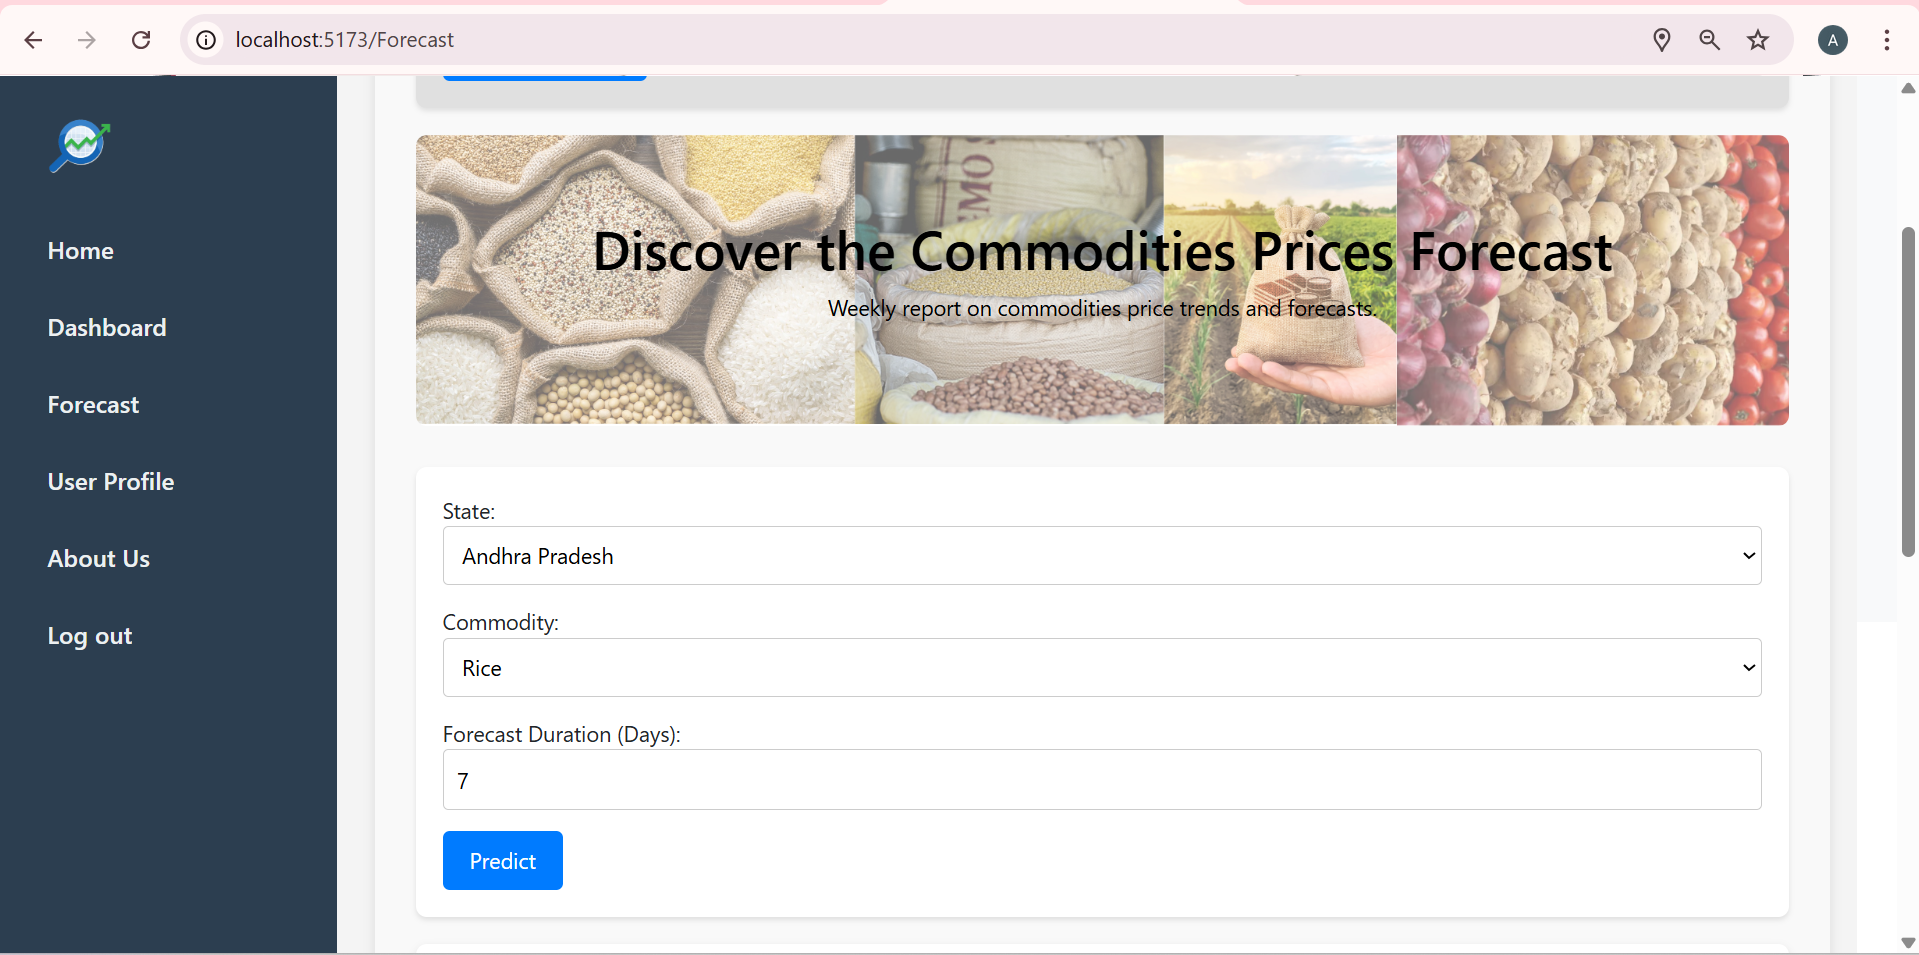 localhost:5173/Forecast
A
Home
Dashboard
Forecast
User Profile
About Us
Log out
Discover the Commodities Prices Forecast
Weekly report on commodities price trends and forecasts.
State:
Andhra Pradesh
Commodity:
Rice
Forecast Duration (Days):
7
Predict